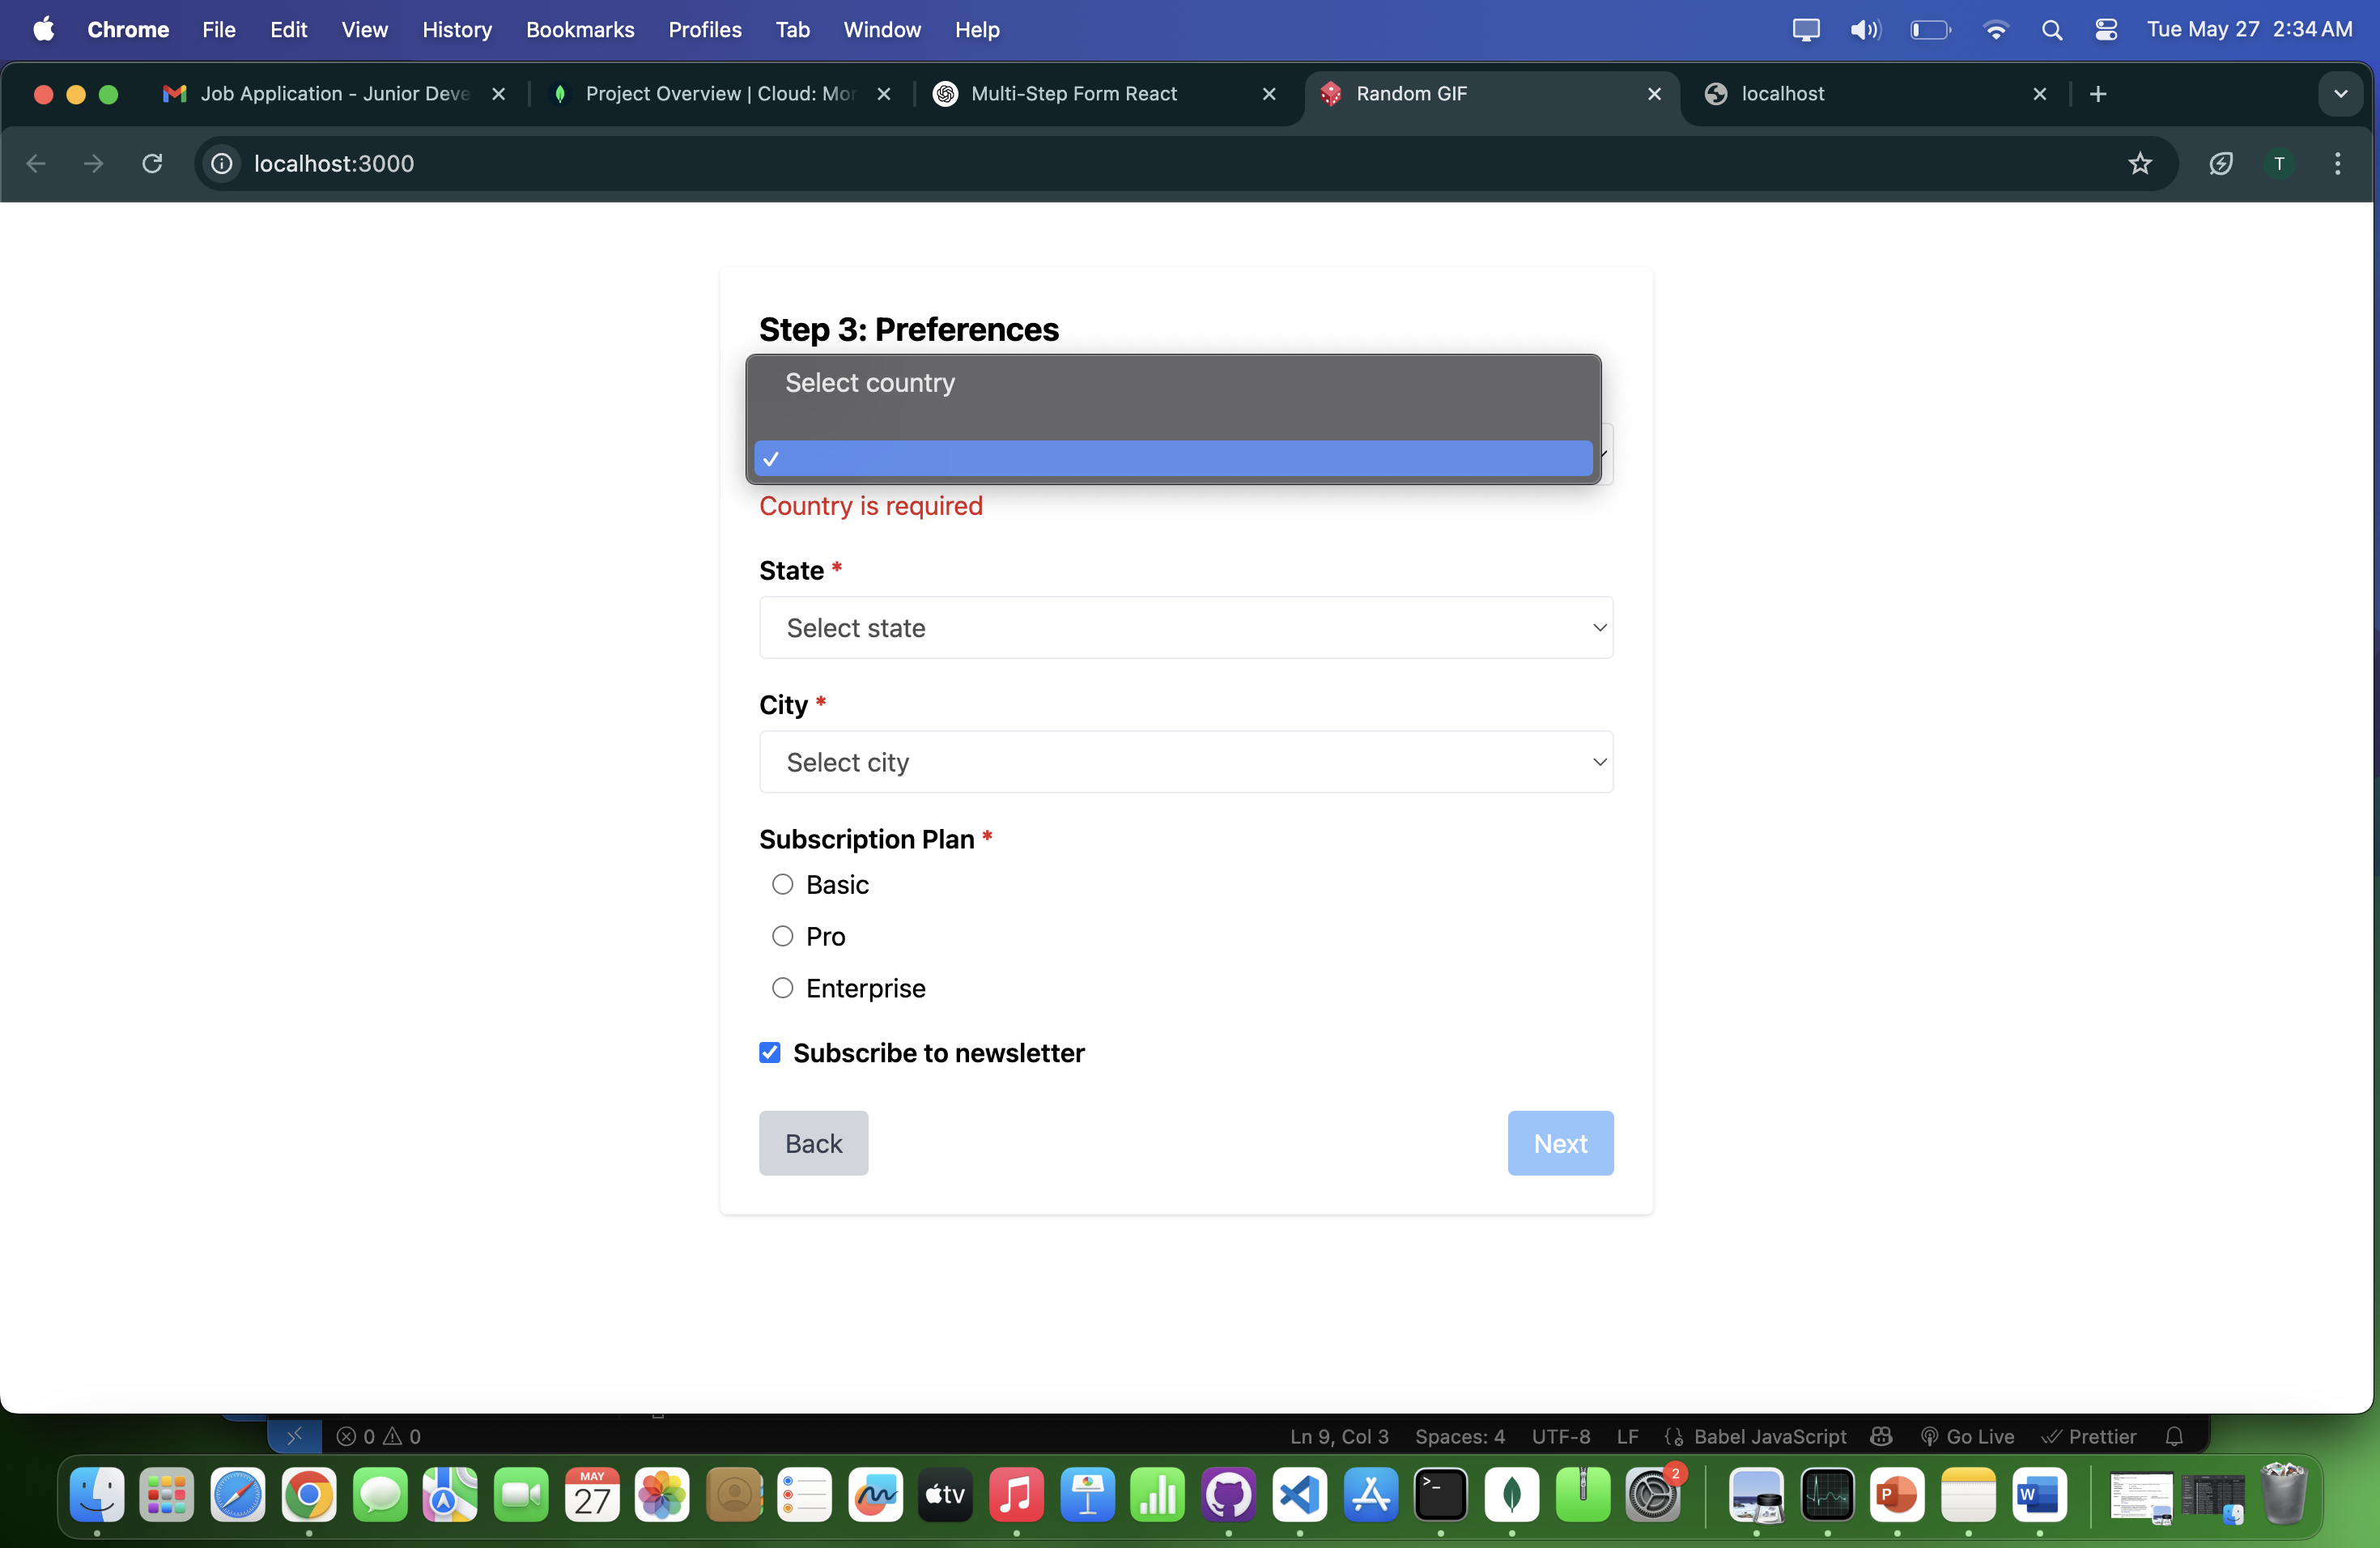 Chrome File Edit View History Bookmarks Profiles Tab Window Help Tue May 27 2:34 AM
Job Application - Junior Deve Project Overview | Cloud: Mon Multi-Step Form React Random GIF localhost
localhost:3000 T
Step 3: Preferences
Select country
Country is required
State *
Select state
City *
Select city
Subscription Plan *
Basic
Pro
Enterprise
Subscribe to newsletter
Back Next
0 0 Ln 9, Col 3 Spaces: 4 UTF-8 LF Babel JavaScript Go Live Prettier
MAY
27
tv
2
P
W